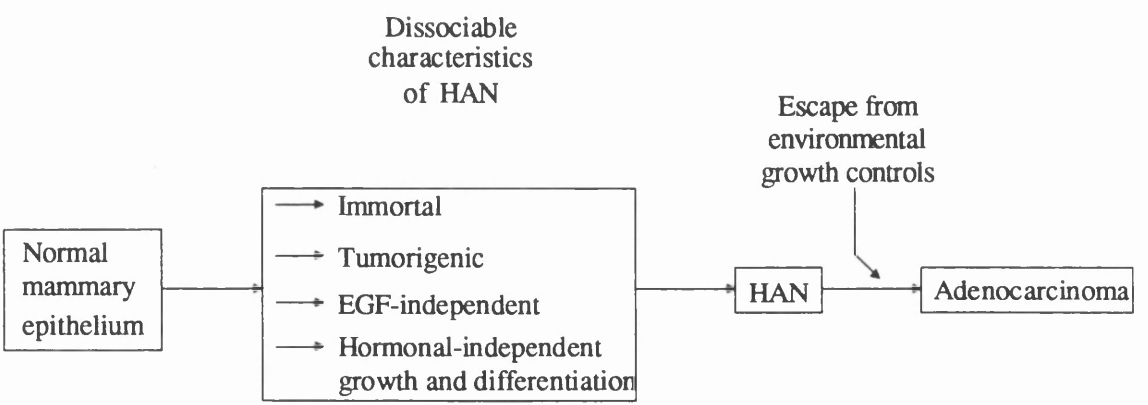 Dissociable
characteristics
of HAN
Escape from
environmental
growth controls
Normal
mammary
epithelium
Immortal
Tumorigenic
EGF-independent
Hormonal-independent
growth and differentiation
HAN
Adenocarcinoma